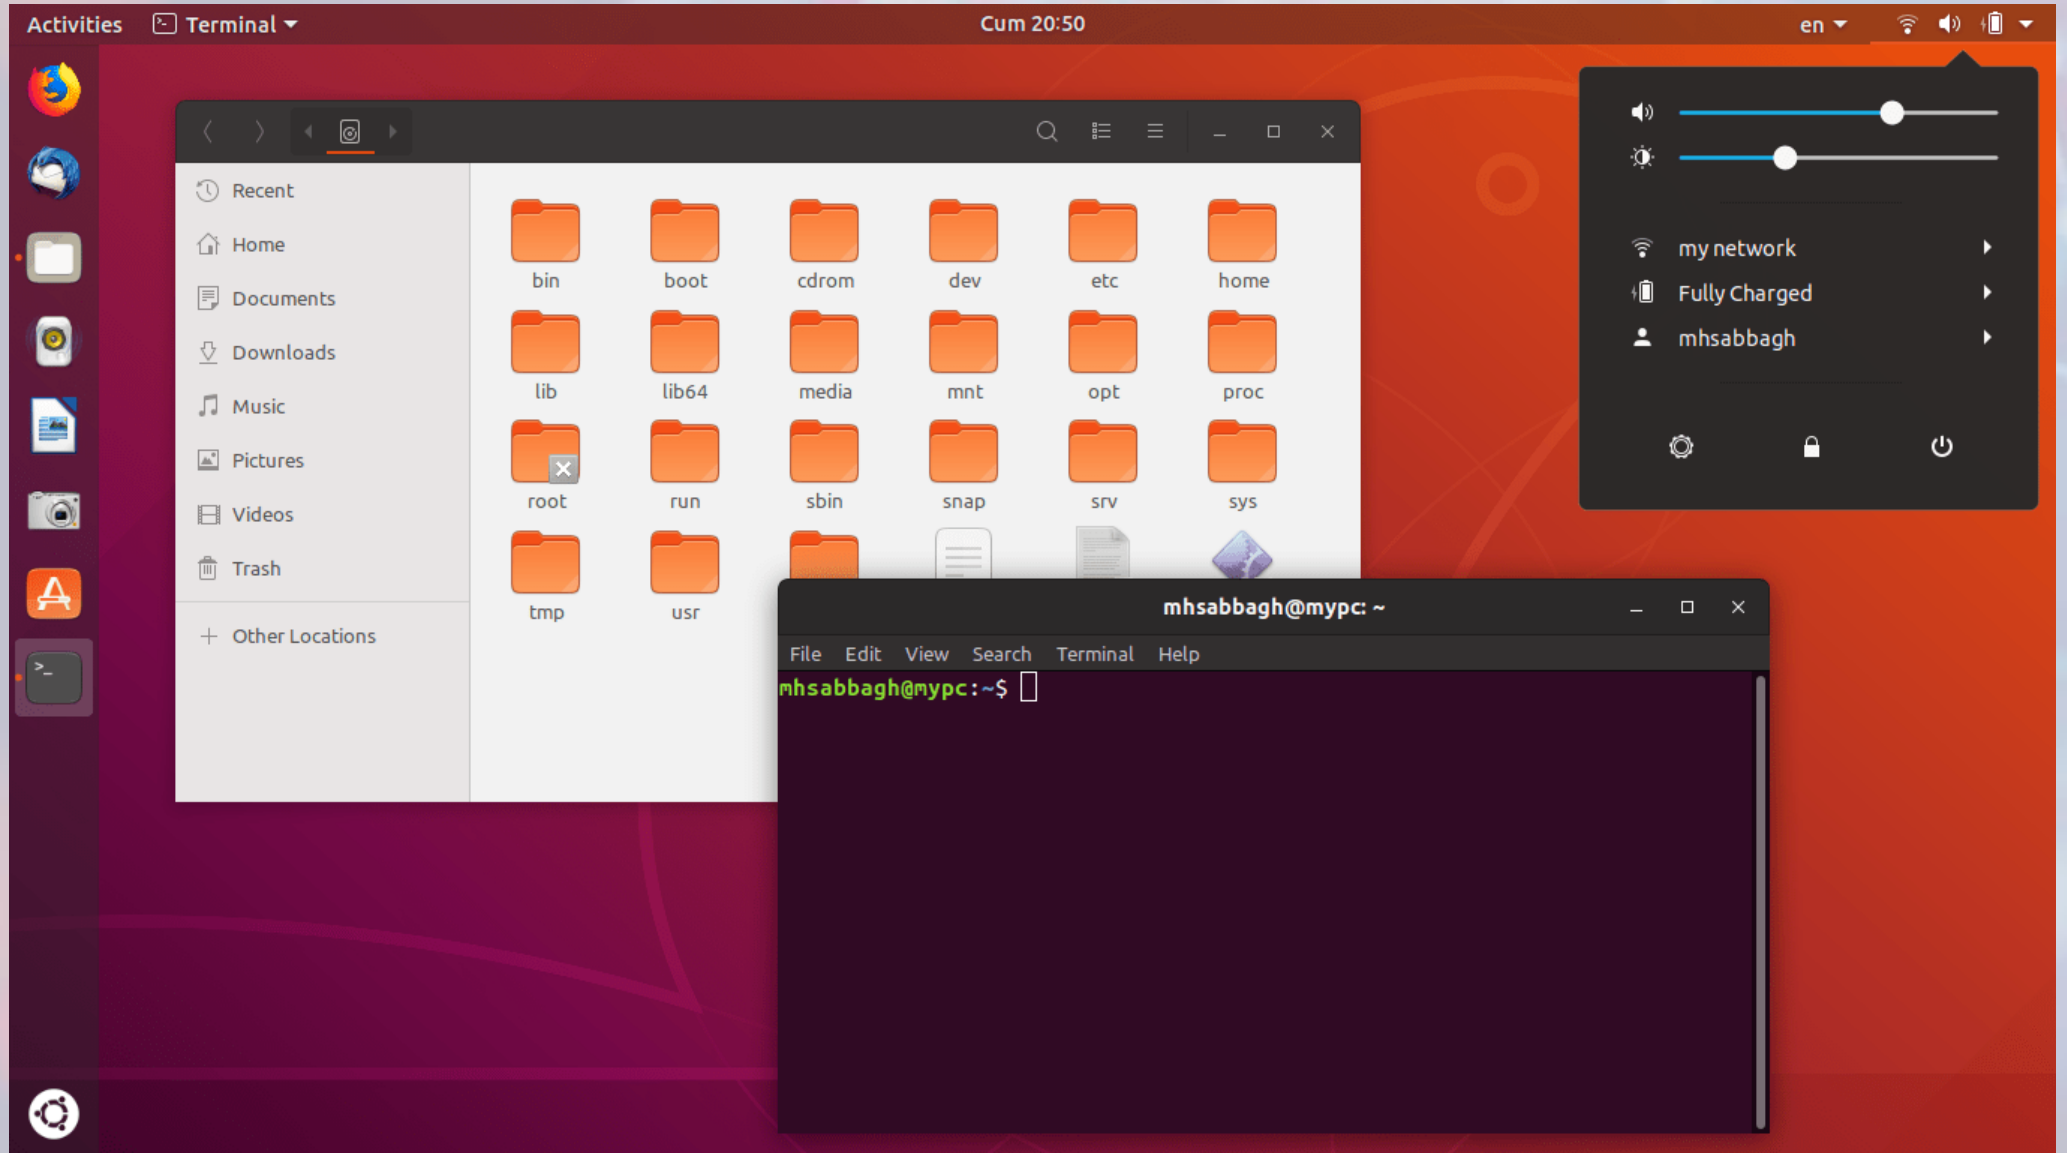 Activities Terminal Cum 20:50 en
Recent
Home
Documents
Downloads
Music
Pictures
Videos
Trash
Other Locations
bin boot cdrom dev etc home
lib lib64 media mnt opt proc
root run sbin snap srv sys
tmp usr
my network
Fully Charged
mhsabbagh
mhsabbagh@mypc: ~
File Edit View Search Terminal Help
mhsabbagh@mypc:~$